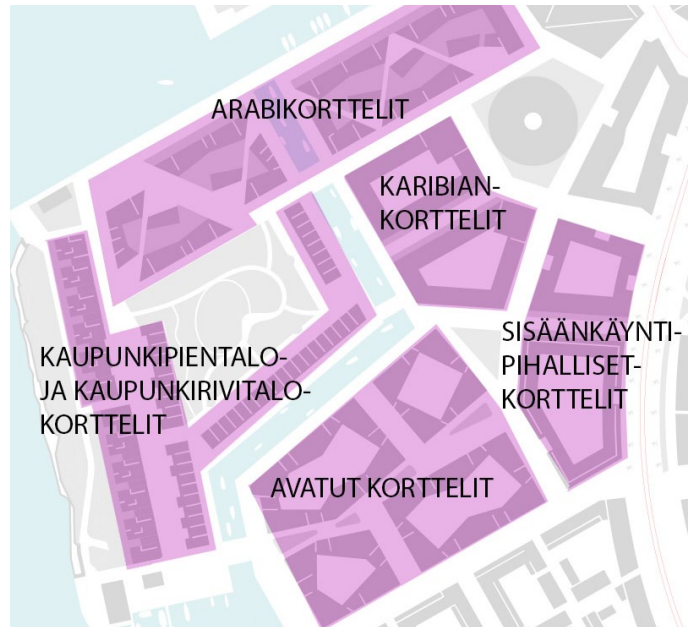 ARABIKORTTELIT
KARIBIAN-
KORTTELIT
SISÄÄNKÄYNTI-
PIHALLISET-
KORTTELIT
KAUPUNKIPIENTALO-
JA KAUPUNKIRIVITALO-
KORTTELIT
AVATUT KORTTELIT